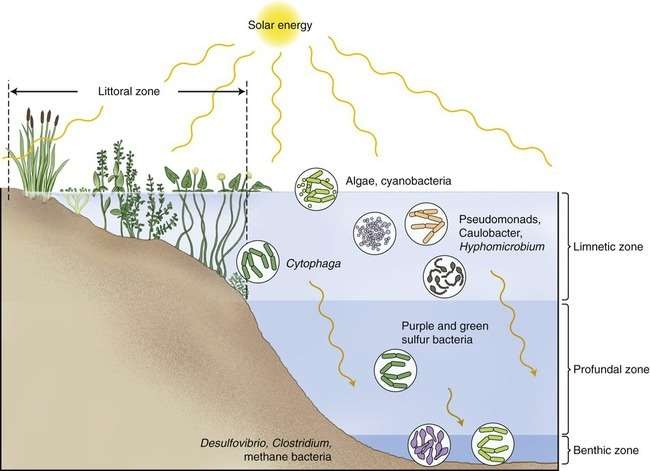 Solar energy
Littoral zone
Algae, cyanobacteria
Pseudomonads,
Caulobacter,
Hyphomicrobium
Limnetic zone
Cytophaga
Purple and green
sulfur bacteria
Profundal zone
Desulfovibrio, Clostridium,
methane bacteria
Benthic zone